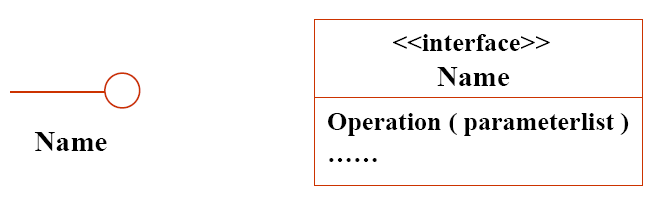 Name
<<interface>>
Name
Operation ( parameterlist )
......